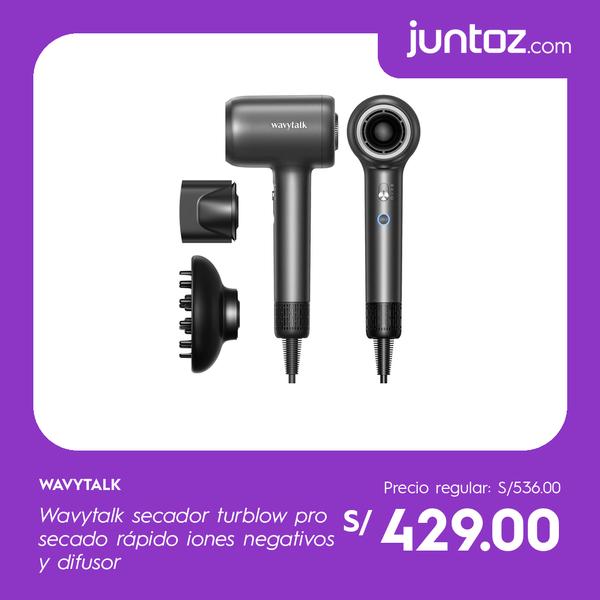 juntoz.com
wavytalk
WAVYTALK
Wavytalk secador turblow pro
secado rápido iones negativos
y difusor
Precio regular: S/536.00
S/ 429.00